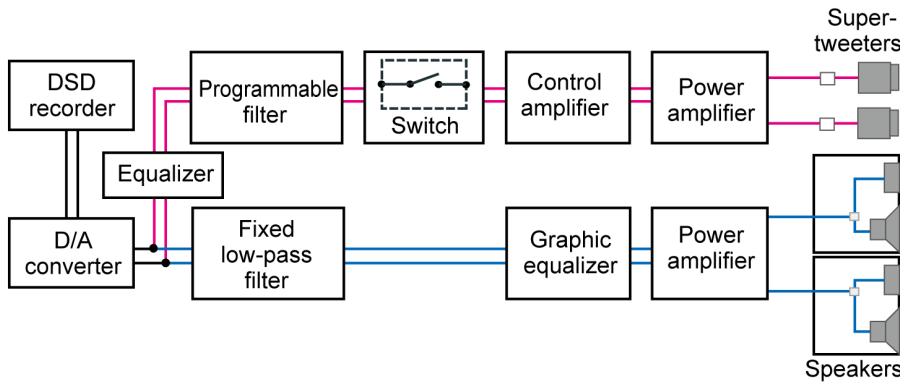 Super-
tweeters
DSD
recorder
Programmable
filter
Switch
Control
amplifier
Power
amplifier
Equalizer
D/A
converter
Fixed
low-pass
filter
Graphic
equalizer
Power
amplifier
Speakers